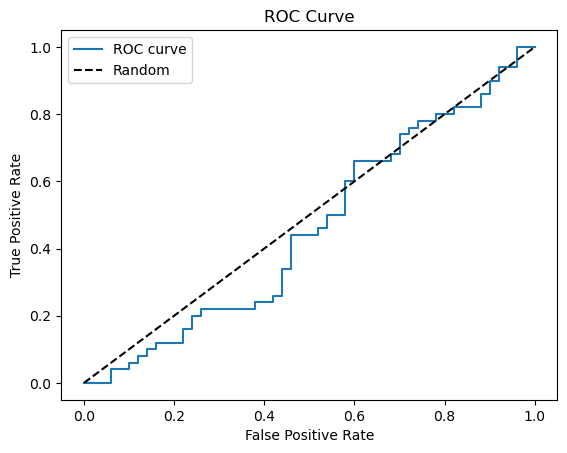 ROC Curve
ROC curve
Random
True Positive Rate
1.0
0.8
0.6
0.4
0.2
0.0
0.0 0.2 0.4 0.6 0.8 1.0
False Positive Rate